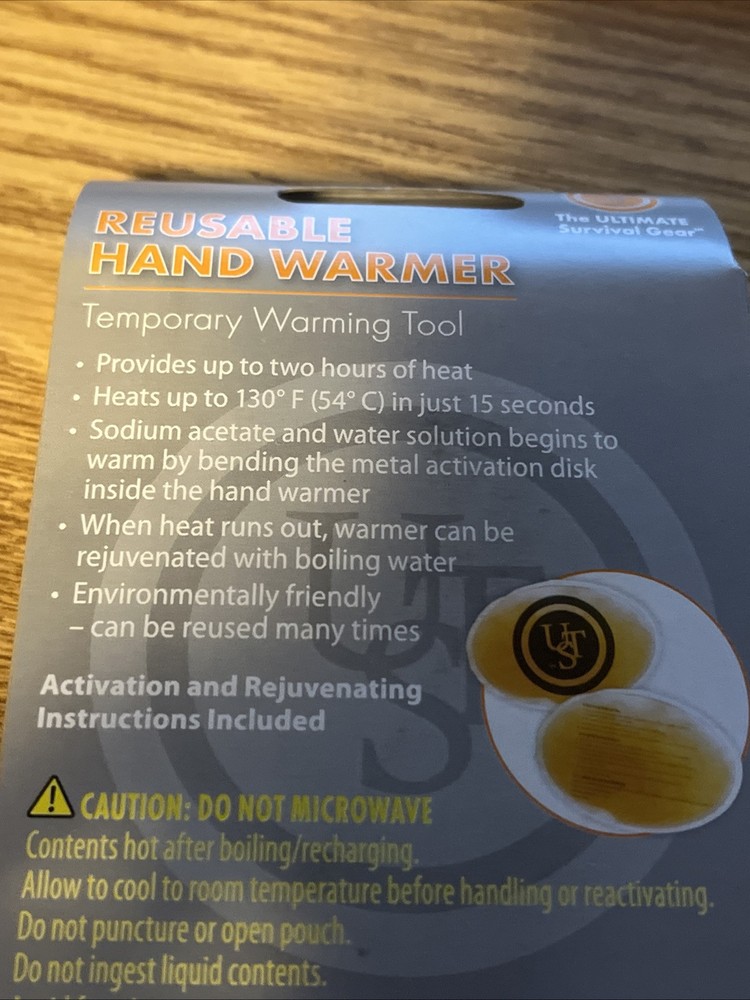 The ULTIMATE
Survival Gear™
REUSABLE
HAND WARMER
Temporary Warming Tool
• Provides up to two hours of heat
• Heats up to 130° F (54° C) in just 15 seconds
• Sodium acetate and water solution begins to
warm by bending the metal activation disk
inside the hand warmer
• When heat runs out, warmer can be
rejuvenated with boiling water
• Environmentally friendly
– can be reused many times
UST
Activation and Rejuvenating
Instructions Included
CAUTION: DO NOT MICROWAVE
Contents hot after boiling/recharging.
Allow to cool to room temperature before handling or reactivating.
Do not puncture or open pouch.
Do not ingest liquid contents.